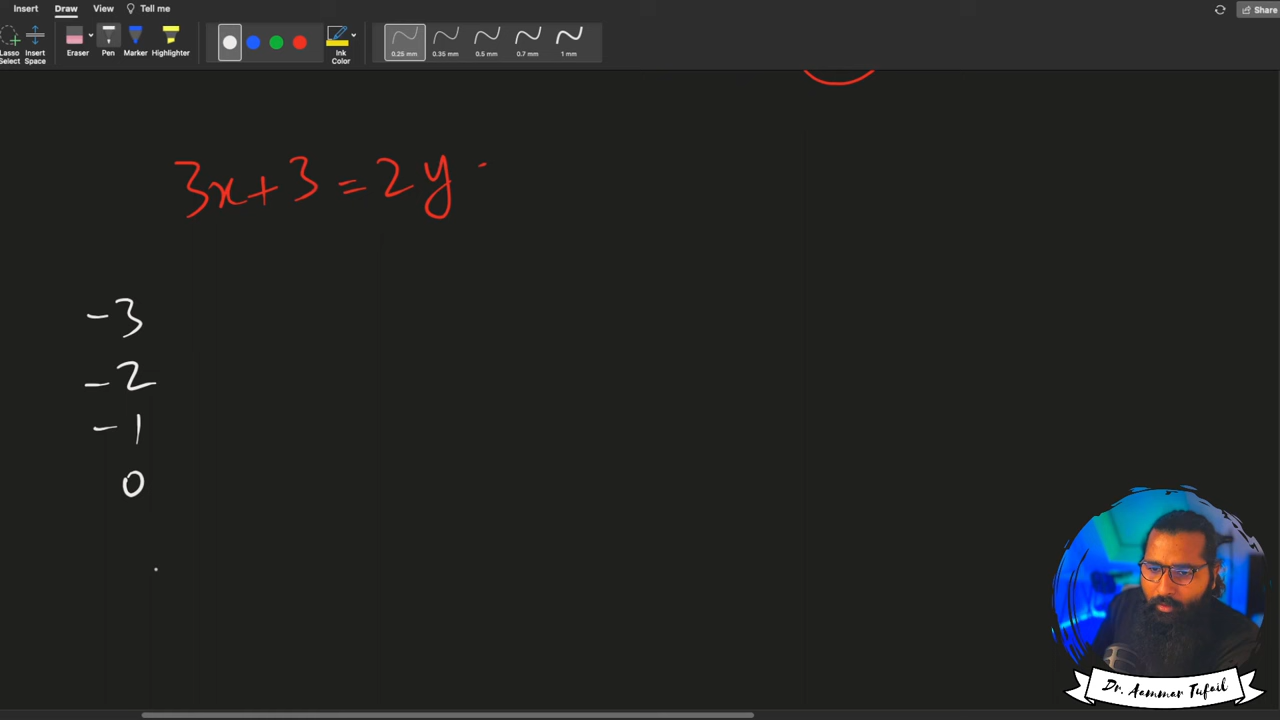 Insert Draw View Tell me Share
Lasso Select Insert Space Eraser Pen Marker Highlighter Ink Color 0.25 mm 0.35 mm 0.5 mm 0.7 mm 1 mm
3x+3=2y
-3
-2
-1
0
Dr. Aammar Tufail